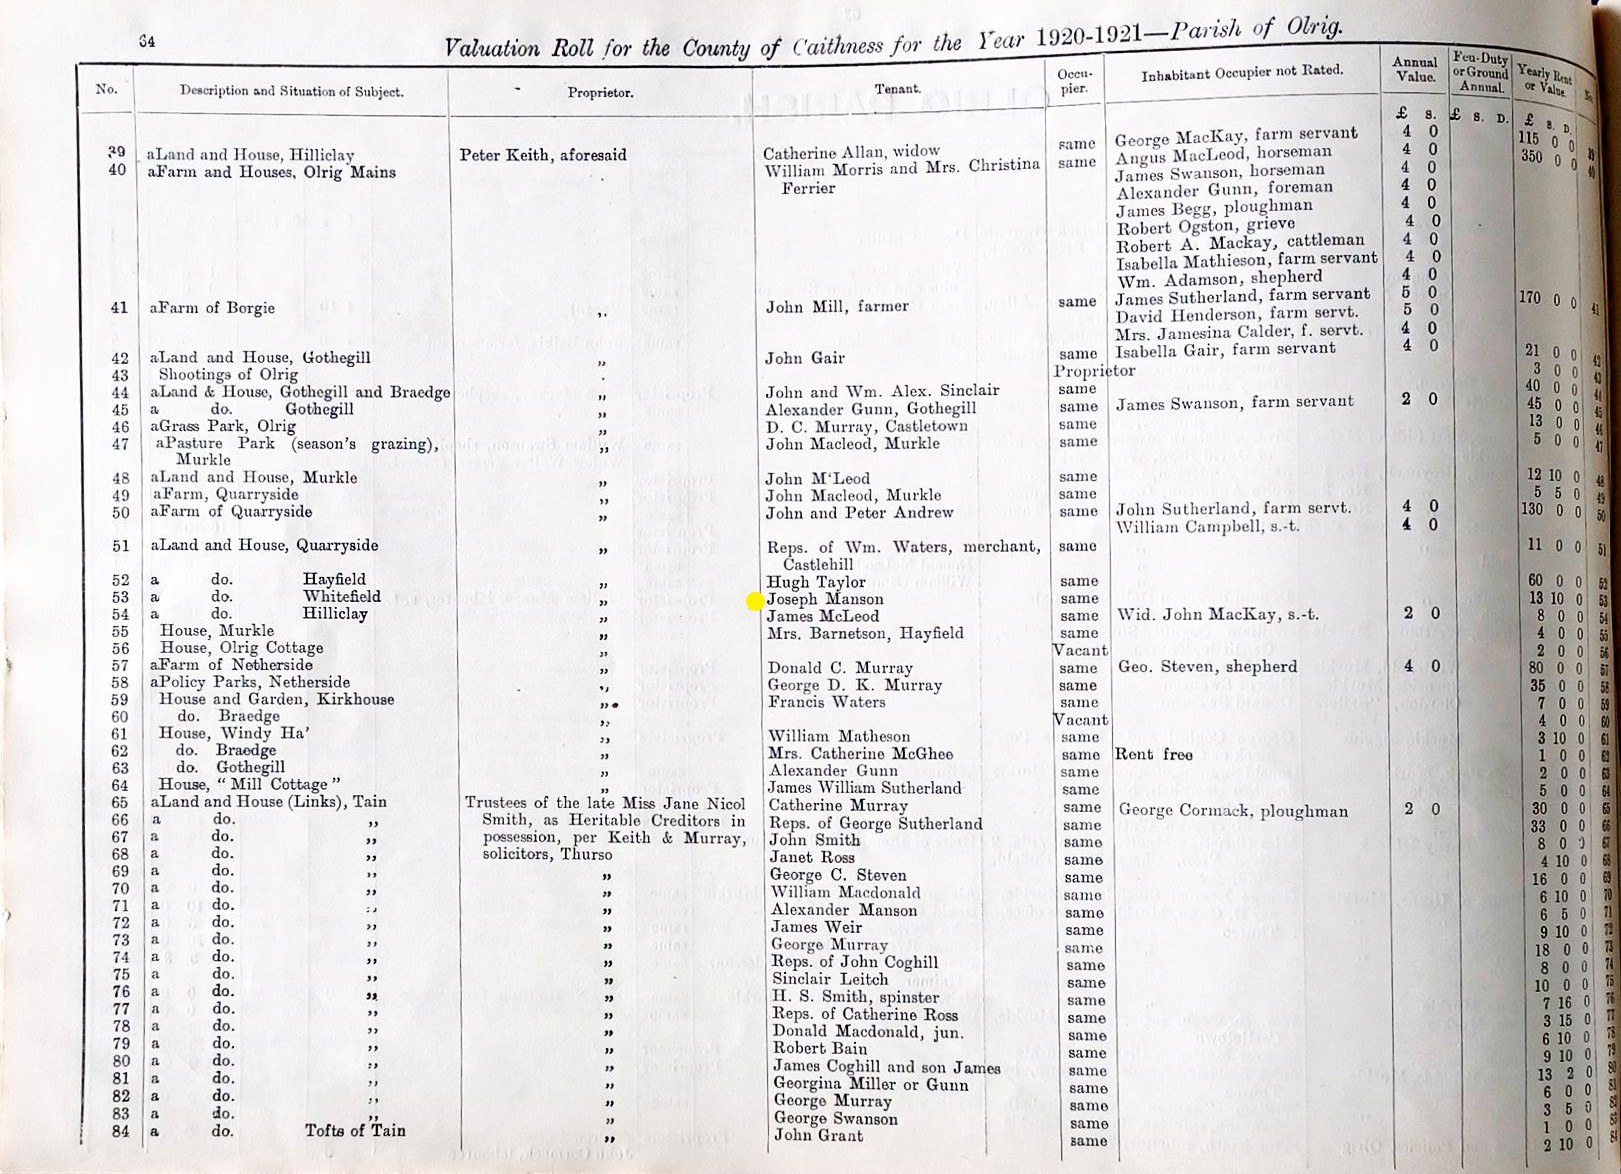 64 Valuation Roll for the County of Caithness for the Year 1920-1921—Parish of Olrig.
No. Description and Situation of Subject. Proprietor. Tenant. Occu-pier. Inhabitant Occupier not Rated. Annual Value. Feu-Duty or Ground Annual. Yearly Rent or Value. No.
£ s. £ s. D. £ s. D.
39 aLand and House, Hilliclay Peter Keith, aforesaid Catherine Allan, widow same George MacKay, farm servant 4 0 115 0 0 39
40 aFarm and Houses, Olrig Mains William Morris and Mrs. Christina same Angus MacLeod, horseman 4 0 350 0 0 40
Ferrier James Swanson, horseman 4 0
Alexander Gunn, foreman 4 0
James Begg, ploughman 4 0
Robert Ogston, grieve 4 0
Robert A. Mackay, cattleman 4 0
Isabella Mathieson, farm servant 4 0
Wm. Adamson, shepherd 4 0
41 aFarm of Borgie „ John Mill, farmer same James Sutherland, farm servant 5 0 170 0 0 41
David Henderson, farm servt. 5 0
Mrs. Jamesina Calder, f. servt. 4 0
42 aLand and House, Gothegill „ John Gair same Isabella Gair, farm servant 4 0 21 0 0 42
43 Shootings of Olrig Proprietor 3 0 0 43
44 aLand & House, Gothegill and Braedge „ John and Wm. Alex. Sinclair same 40 0 0 44
45 a do. Gothegill „ Alexander Gunn, Gothegill same James Swanson, farm servant 2 0 45 0 0 45
46 aGrass Park, Olrig „ D. C. Murray, Castletown same 13 0 0 46
47 aPasture Park (season's grazing), „ John Macleod, Murkle same 5 0 0 47
Murkle
48 aLand and House, Murkle „ John M‘Leod same 12 10 0 48
49 aFarm, Quarryside „ John Macleod, Murkle same 5 5 0 49
50 aFarm of Quarryside „ John and Peter Andrew same John Sutherland, farm servt. 4 0 130 0 0 50
William Campbell, s.-t. 4 0
51 aLand and House, Quarryside „ Reps. of Wm. Waters, merchant, same 11 0 0 51
Castlehill
52 a do. Hayfield „ Hugh Taylor same 60 0 0 52
53 a do. Whitefield „ Joseph Manson same 13 10 0 53
54 a do. Hilliclay „ James McLeod same Wid. John MacKay, s.-t. 2 0 8 0 0 54
55 House, Murkle „ Mrs. Barnetson, Hayfield same 4 0 0 55
56 House, Olrig Cottage „ Vacant 2 0 0 56
57 aFarm of Netherside „ Donald C. Murray same Geo. Steven, shepherd 4 0 80 0 0 57
58 aPolicy Parks, Netherside „ George D. K. Murray same 35 0 0 58
59 House and Garden, Kirkhouse „ Francis Waters same 7 0 0 59
60 do. Braedge „ Vacant 4 0 0 60
61 House, Windy Ha' „ William Matheson same 3 10 0 61
62 do. Braedge „ Mrs. Catherine McGhee same Rent free 1 0 0 62
63 do. Gothegill „ Alexander Gunn same 2 0 0 63
64 House, “Mill Cottage” „ James William Sutherland same 5 0 0 64
65 aLand and House (Links), Tain Trustees of the late Miss Jane Nicol Catherine Murray same George Cormack, ploughman 2 0 30 0 0 65
66 a do. „ Smith, as Heritable Creditors in Reps. of George Sutherland same 33 0 0 66
67 a do. „ possession, per Keith & Murray, John Smith same 8 0 0 67
68 a do. „ solicitors, Thurso Janet Ross same 4 10 0 68
69 a do. „ „ George C. Steven same 16 0 0 69
70 a do. „ „ William Macdonald same 6 10 0 70
71 a do. „ „ Alexander Manson same 6 5 0 71
72 a do. „ „ James Weir same 9 10 0 72
73 a do. „ „ George Murray same 18 0 0 73
74 a do. „ „ Reps. of John Coghill same 8 0 0 74
75 a do. „ „ Sinclair Leitch same 10 0 0 75
76 a do. „ „ H. S. Smith, spinster same 7 16 0 76
77 a do. „ „ Reps. of Catherine Ross same 3 15 0 77
78 a do. „ „ Donald Macdonald, jun. same 6 10 0 78
79 a do. „ „ Robert Bain same 9 10 0 79
80 a do. „ „ James Coghill and son James same 13 2 0 80
81 a do. „ „ Georgina Miller or Gunn same 6 0 0 81
82 a do. „ „ George Murray same 3 5 0 82
83 a do. „ „ George Swanson same 1 0 0 83
84 a do. Tofts of Tain „ John Grant same 2 10 0 84